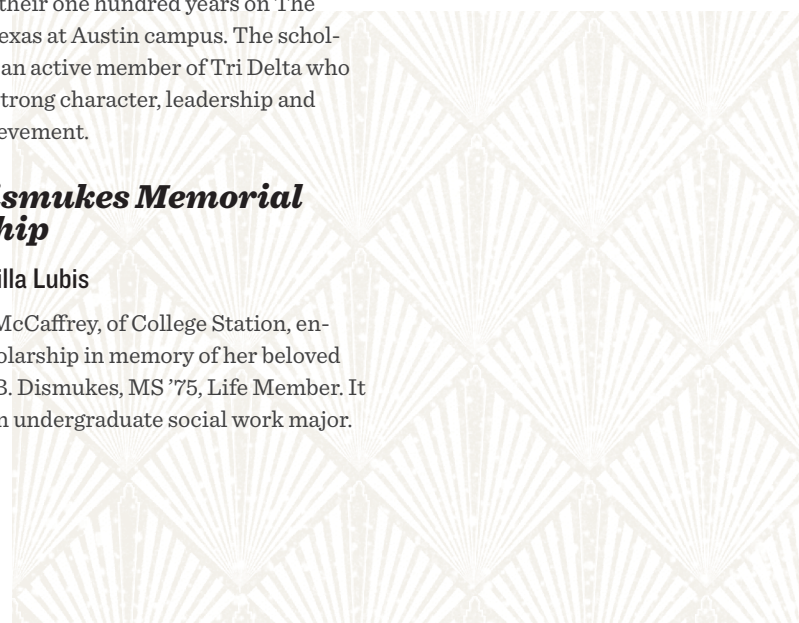 their one hundred years on The
exas at Austin campus. The schol-
an active member of Tri Delta who
trong character, leadership and
evement.
ismukes Memorial
hip
illa Lubis
McCaffrey, of College Station, en-
olarship in memory of her beloved
B. Dismukes, MS ’75, Life Member. It
n undergraduate social work major.